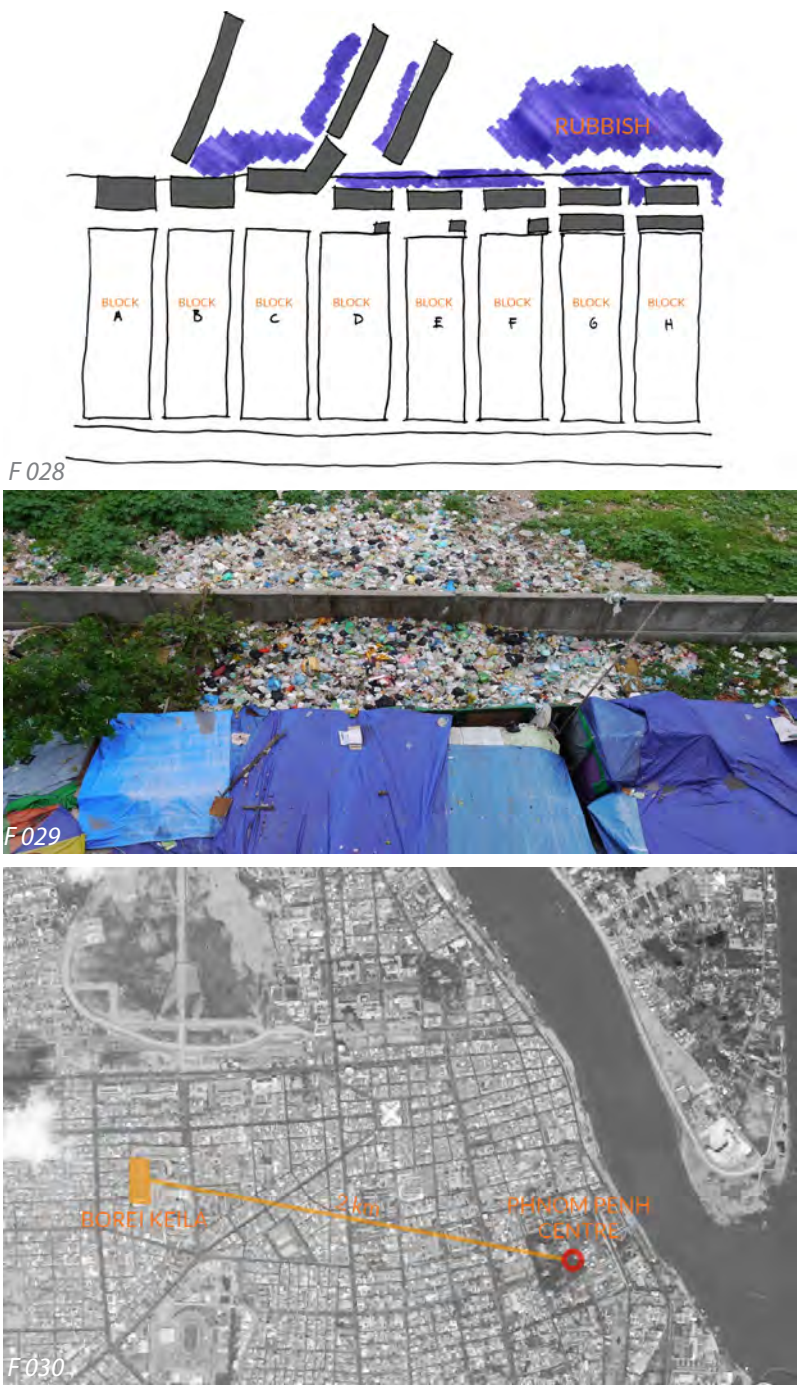 RUBBISH
BLOCK
A
BLOCK
B
BLOCK
C
BLOCK
D
BLOCK
E
BLOCK
F
BLOCK
G
BLOCK
H
F 028
F 029
2 km
BOREI KEILA
PHNOM PENH
CENTRE
F 030